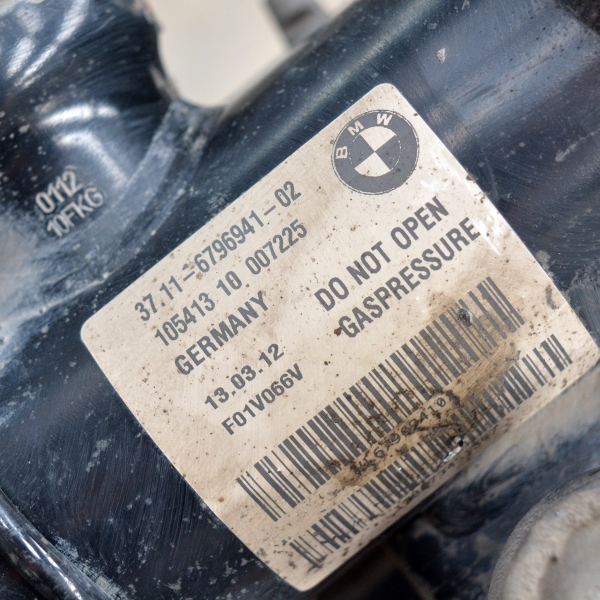 0112
10FKG
BMW
37.11-6796941-02
105413 10 007225
GERMANY
DO NOT OPEN
GASPRESSURE
13.03.12
F01V066V